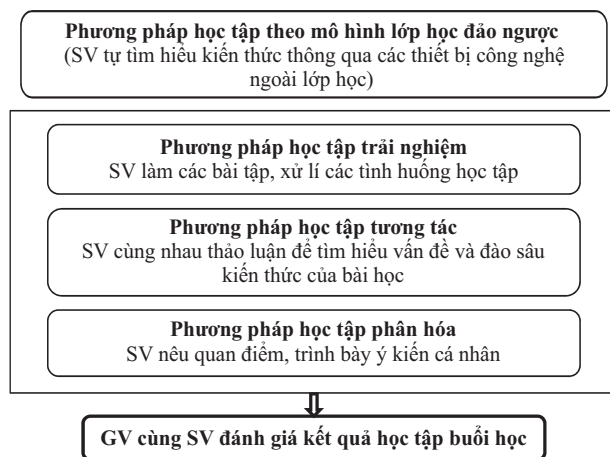 Phương pháp học tập theo mô hình lớp học đảo ngược
(SV tự tìm hiểu kiến thức thông qua các thiết bị công nghệ
ngoài lớp học)
Phương pháp học tập trải nghiệm
SV làm các bài tập, xử lí các tình huống học tập
Phương pháp học tập tương tác
SV cùng nhau thảo luận để tìm hiểu vấn đề và đào sâu
kiến thức của bài học
Phương pháp học tập phân hóa
SV nêu quan điểm, trình bày ý kiến cá nhân
GV cùng SV đánh giá kết quả học tập buổi học